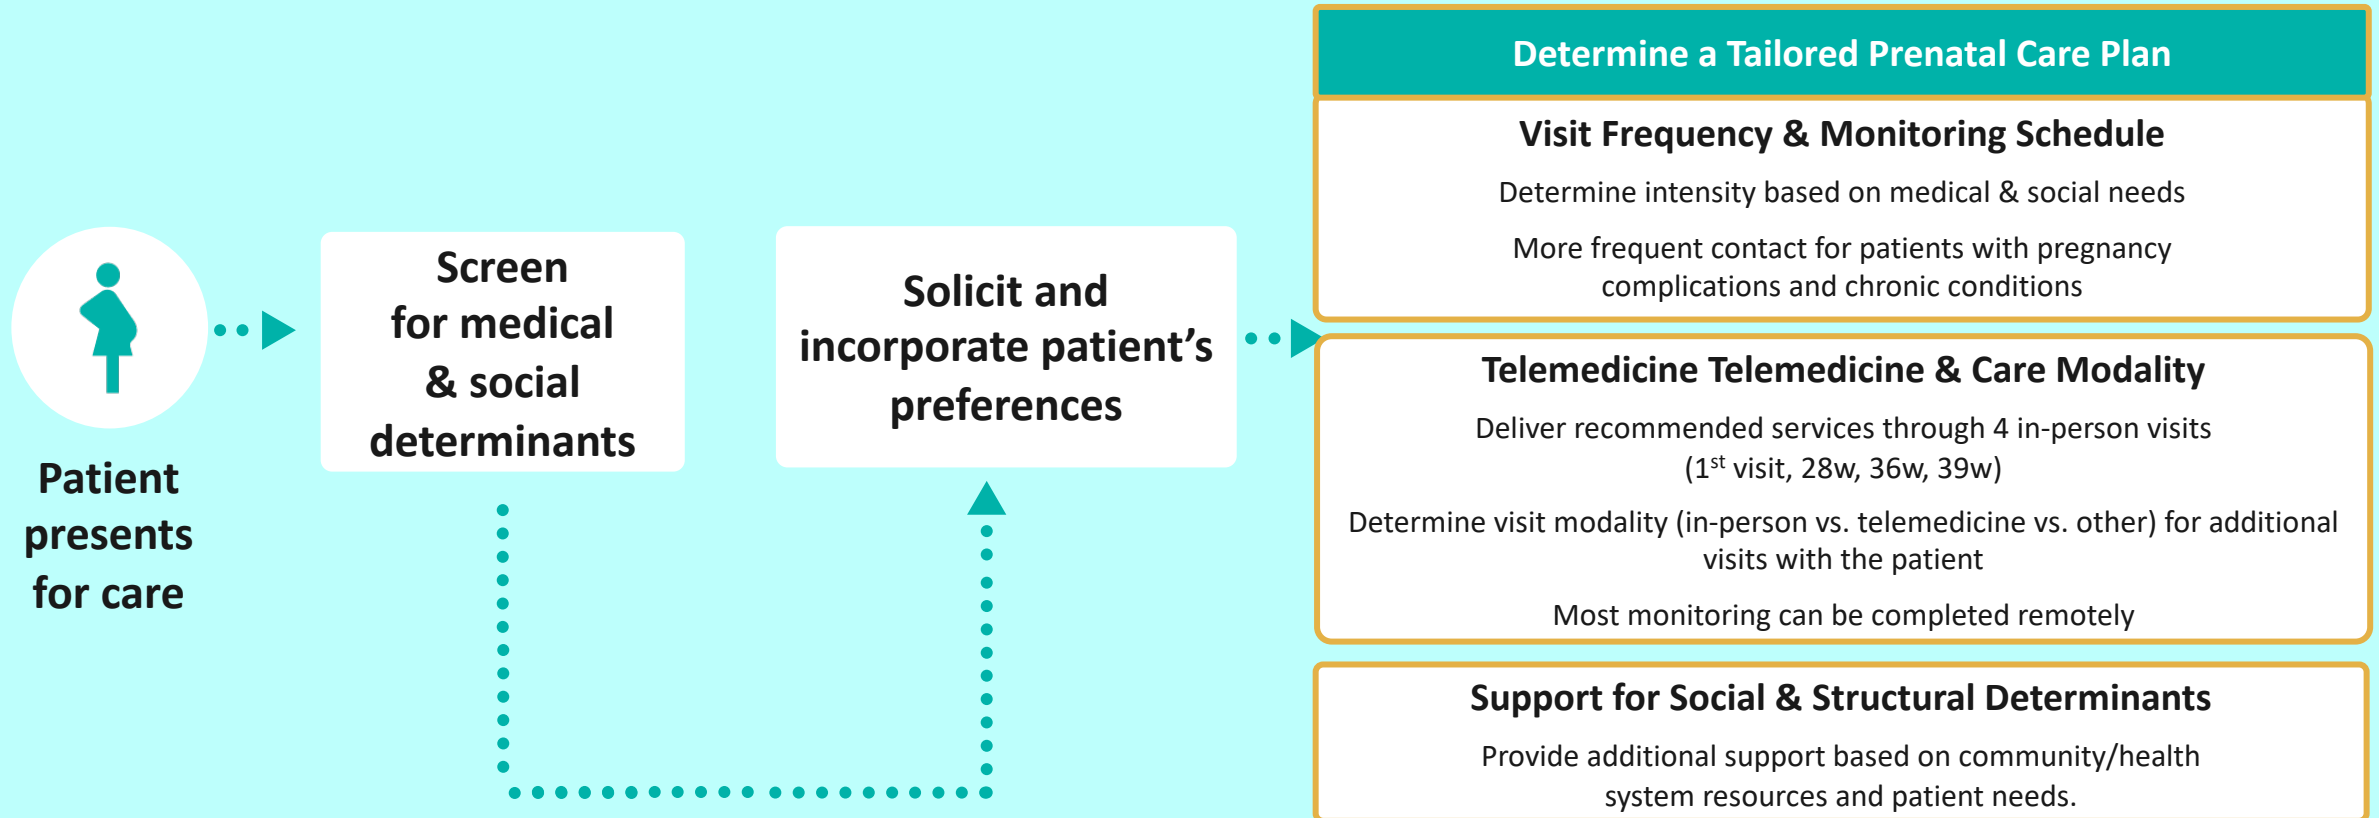 Patient
presents
for care
Screen
for medical
& social
determinants
Solicit and
incorporate patient’s
preferences
Determine a Tailored Prenatal Care Plan
Visit Frequency & Monitoring Schedule
Determine intensity based on medical & social needs
More frequent contact for patients with pregnancy
complications and chronic conditions
Telemedicine Telemedicine & Care Modality
Deliver recommended services through 4 in-person visits
(1st visit, 28w, 36w, 39w)
Determine visit modality (in-person vs. telemedicine vs. other) for additional
visits with the patient
Most monitoring can be completed remotely
Support for Social & Structural Determinants
Provide additional support based on community/health
system resources and patient needs.